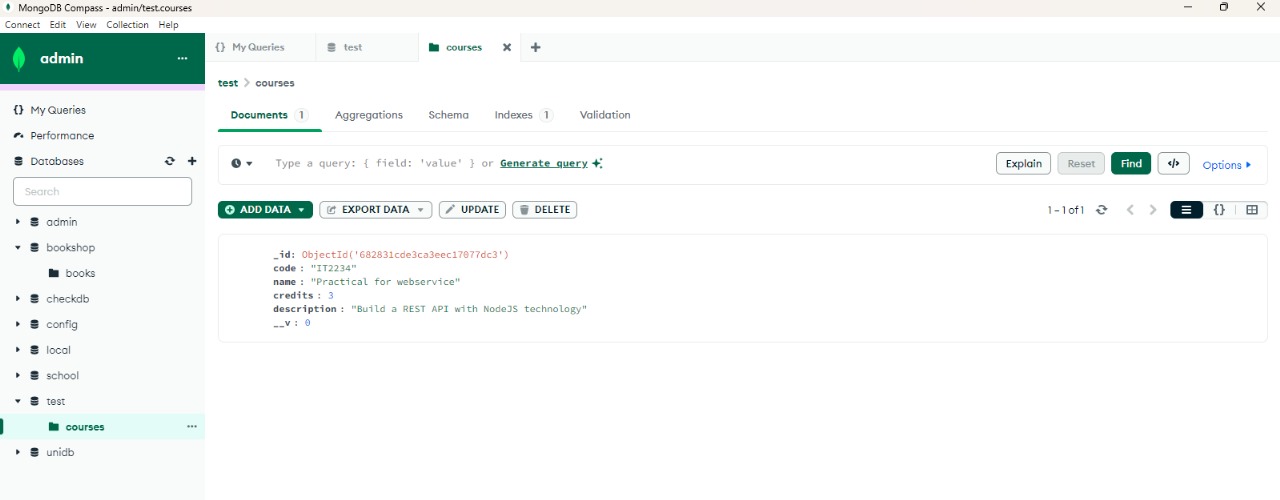 MongoDB Compass - admin/test.courses
Connect Edit View Collection Help
admin
My Queries
Performance
Databases
Search
admin
bookshop
books
checkdb
config
local
school
test
courses
unidb
{} My Queries
test
courses
test > courses
Documents 1 Aggregations Schema Indexes 1 Validation
Type a query: { field: 'value' } or Generate query
Explain Reset Find </> Options
ADD DATA EXPORT DATA UPDATE DELETE
1 – 1 of 1
_id: ObjectId('682831cde3ca3eec17077dc3')
code : "IT2234"
name : "Practical for webservice"
credits : 3
description : "Build a REST API with NodeJS technology"
__v : 0